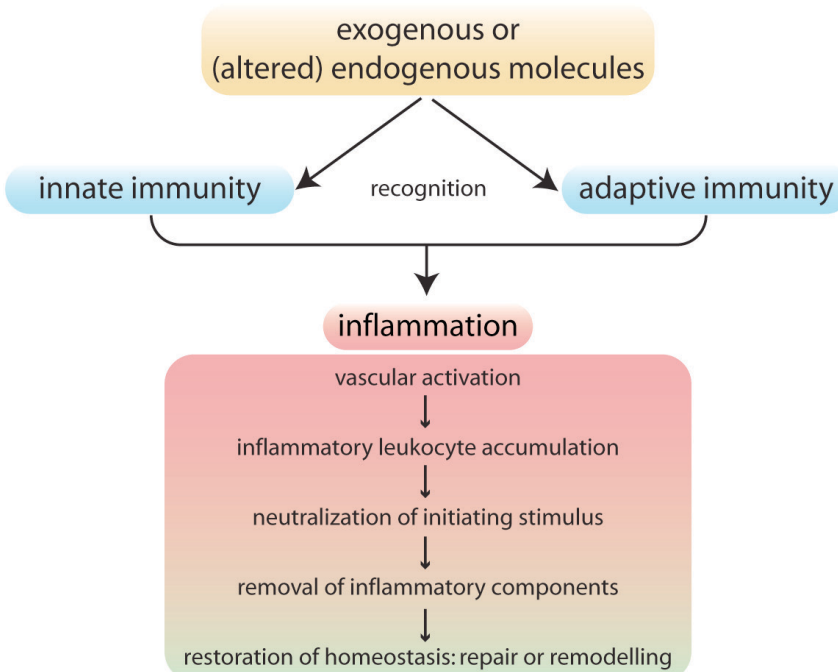 exogenous or
(altered) endogenous molecules
innate immunity
recognition
adaptive immunity
inflammation
vascular activation
inflammatory leukocyte accumulation
neutralization of initiating stimulus
removal of inflammatory components
restoration of homeostasis: repair or remodelling